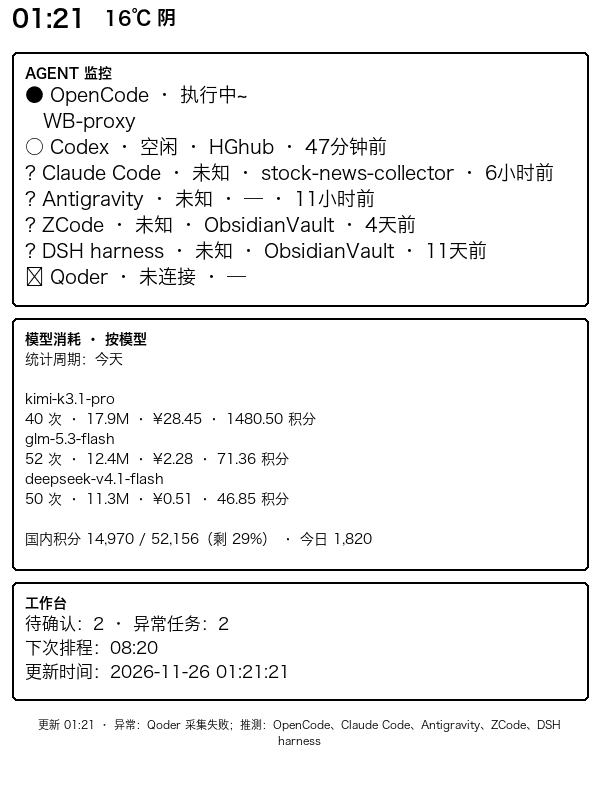 01:21 16℃ 阴
AGENT 监控
● OpenCode · 执行中~
WB-proxy
○ Codex · 空闲 · HGhub · 47分钟前
? Claude Code · 未知 · stock-news-collector · 6小时前
? Antigravity · 未知 · — · 11小时前
? ZCode · 未知 · ObsidianVault · 4天前
? DSH harness · 未知 · ObsidianVault · 11天前
☒ Qoder · 未连接 · —
模型消耗 · 按模型
统计周期：今天
kimi-k3.1-pro
40 次 · 17.9M · ¥28.45 · 1480.50 积分
glm-5.3-flash
52 次 · 12.4M · ¥2.28 · 71.36 积分
deepseek-v4.1-flash
50 次 · 11.3M · ¥0.51 · 46.85 积分
国内积分 14,970 / 52,156（剩 29%） · 今日 1,820
工作台
待确认：2 · 异常任务：2
下次排程：08:20
更新时间：2026-11-26 01:21:21
更新 01:21 · 异常：Qoder 采集失败；推测：OpenCode、Claude Code、Antigravity、ZCode、DSH
harness